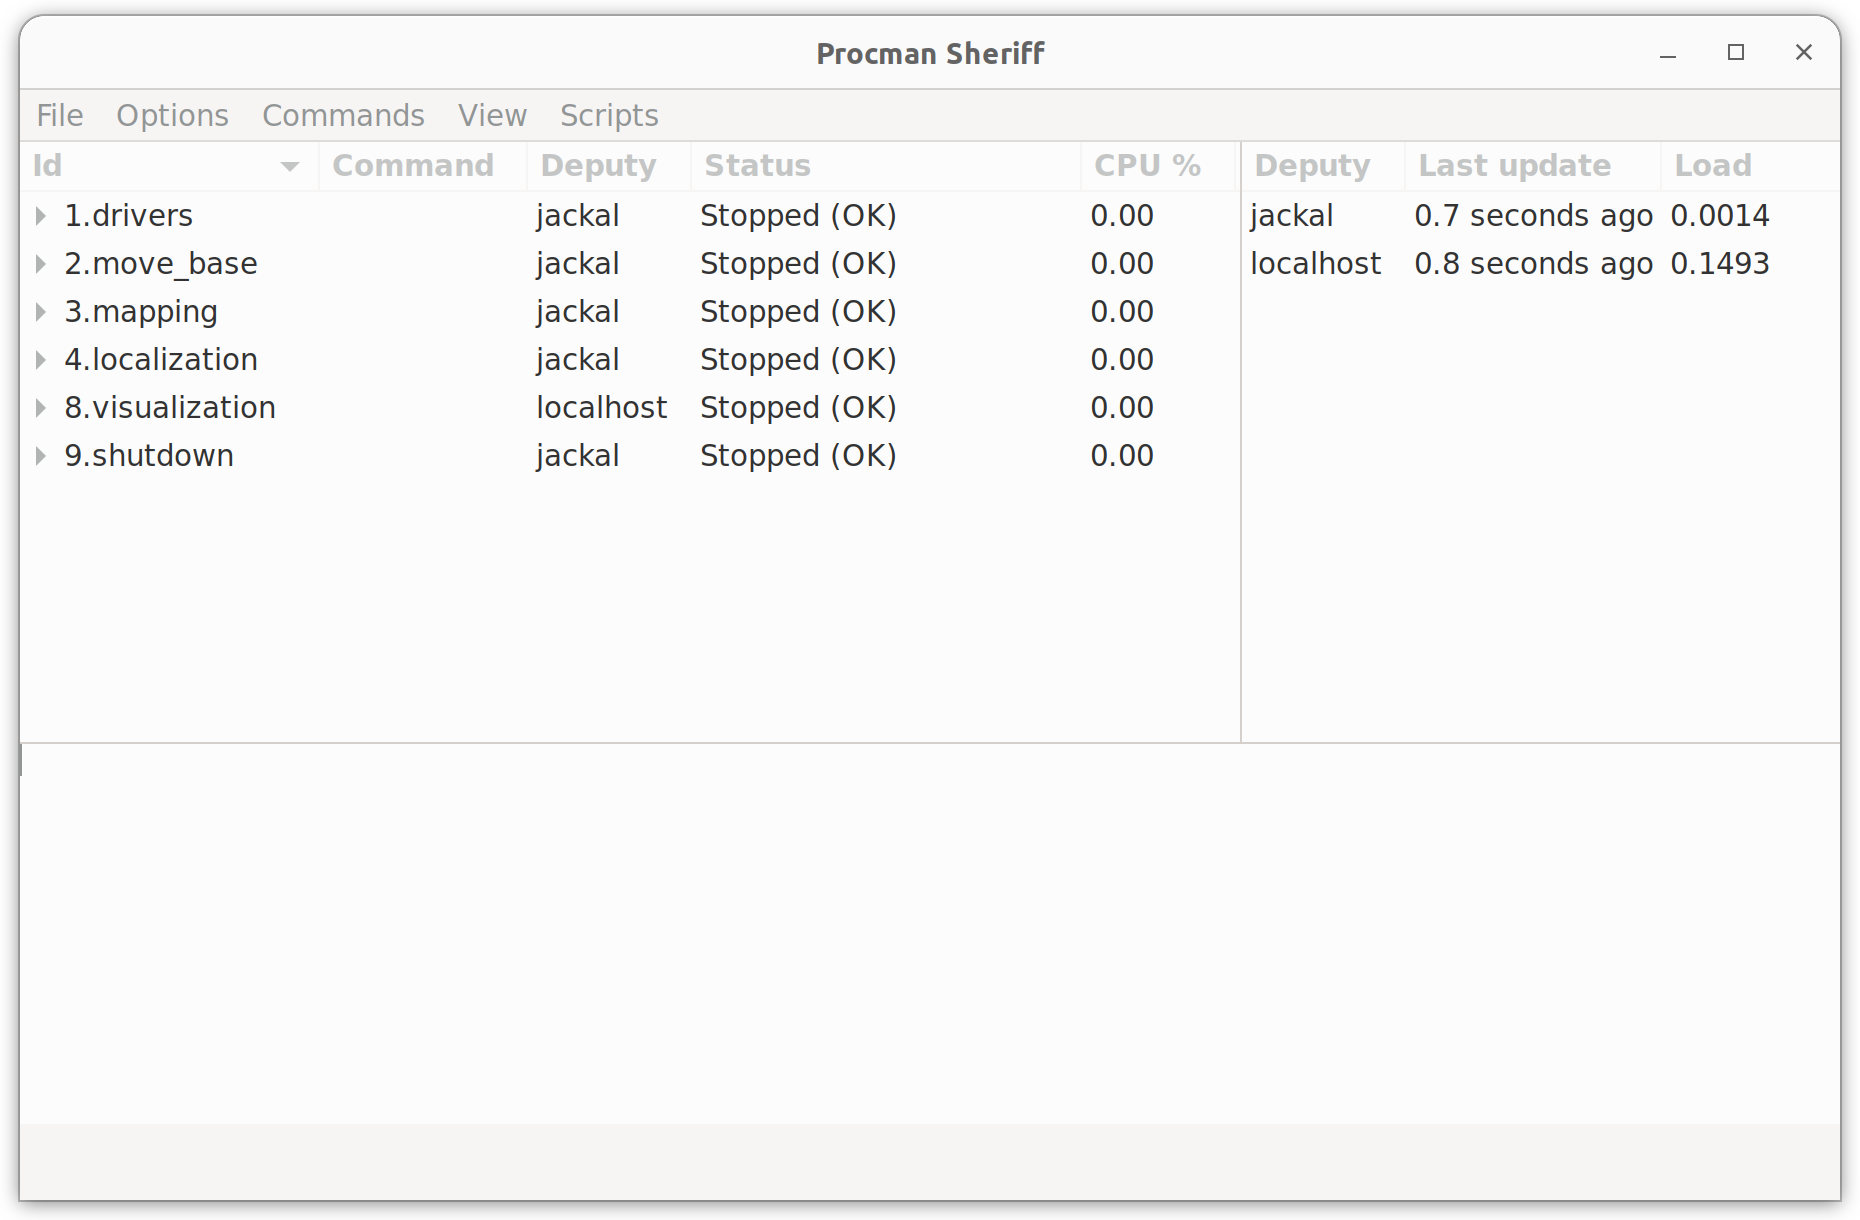 Procman Sheriff
File Options Commands View Scripts
Id Command Deputy Status CPU % Deputy Last update Load
1.drivers jackal Stopped (OK) 0.00 jackal 0.7 seconds ago 0.0014
2.move_base jackal Stopped (OK) 0.00 localhost 0.8 seconds ago 0.1493
3.mapping jackal Stopped (OK) 0.00
4.localization jackal Stopped (OK) 0.00
8.visualization localhost Stopped (OK) 0.00
9.shutdown jackal Stopped (OK) 0.00